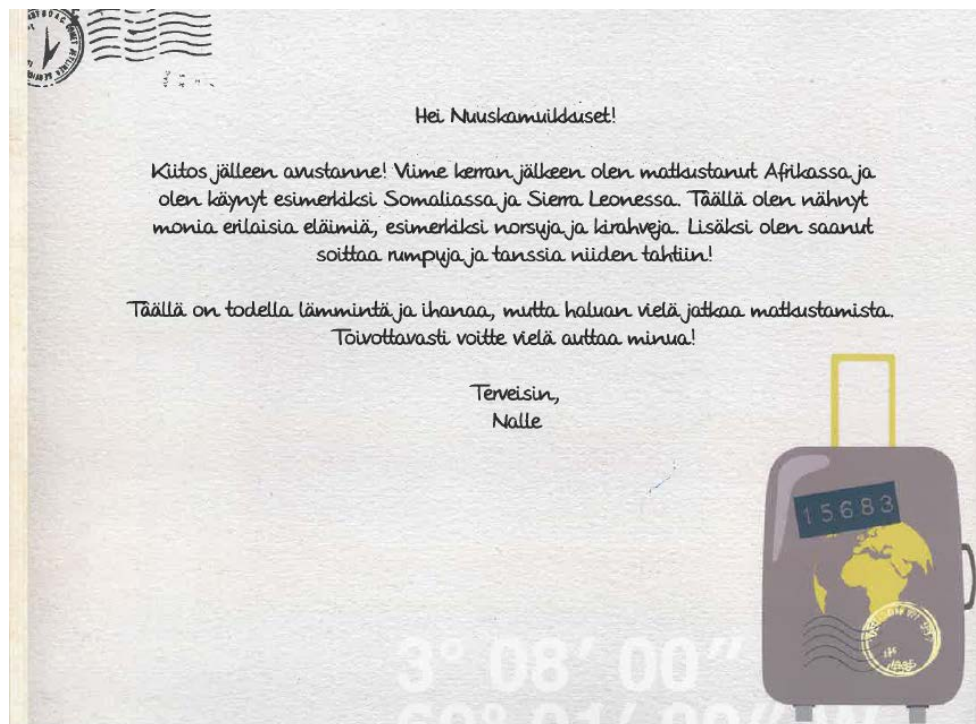 Hei Nuuskamuikkuset!
Kiitos jälleen avustanne! Viime kerran jälkeen olen matkustanut Afrikassa ja
olen käynyt esimerkiksi Somaliassa ja Sierra Leonessa. Täällä olen nähnyt
monia erilaisia eläimiä, esimerkiksi norsuja ja kirahveja. Lisäksi olen saanut
soittaa rumpuja ja tanssia niiden tahtiin!
Täällä on todella lämmintä ja ihanaa, mutta haluan vielä jatkaa matkustamista.
Toivottavasti voitte vielä auttaa minua!
Terveisin,
Nalle
15683
3° 08' 00"